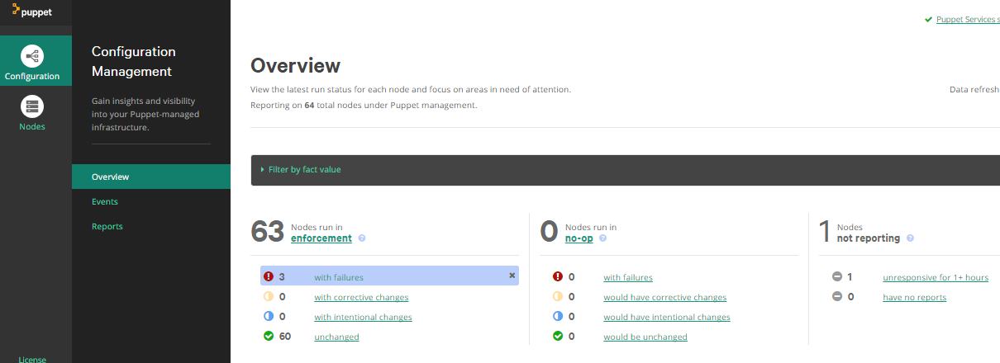 puppet
Configuration
Nodes
License
Configuration
Management
Gain insights and visibility
into your Puppet-managed
infrastructure.
Overview
Events
Reports
Puppet Services s
Overview
View the latest run status for each node and focus on areas in need of attention.
Data refresh
Reporting on 64 total nodes under Puppet management.
Filter by fact value
63 Nodes run in
enforcement ?
3 with failures ×
0 with corrective changes
0 with intentional changes
60 unchanged
0 Nodes run in
no-op ?
0 with failures
0 would have corrective changes
0 would have intentional changes
0 would be unchanged
1 Nodes
not reporting ?
1 unresponsive for 1+ hours
0 have no reports